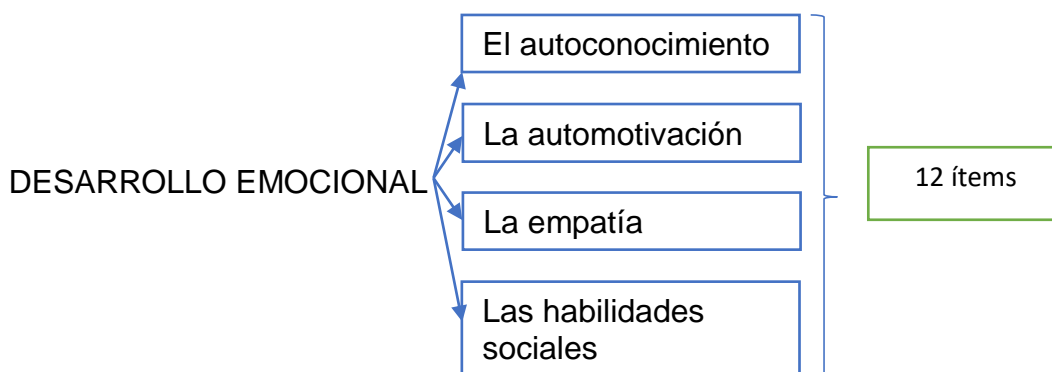 El autoconocimiento
La automotivación
DESARROLLO EMOCIONAL
12 ítems
La empatía
Las habilidades
sociales